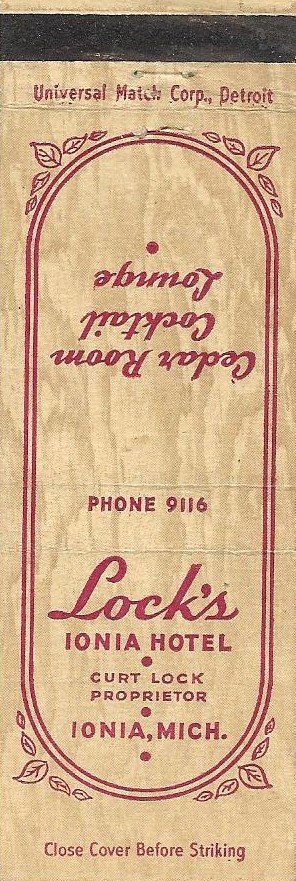 Universal Match Corp., Detroit
Cedar Room
Cocktail
Lounge
PHONE 9116
Lock's
IONIA HOTEL
CURT LOCK
PROPRIETOR
IONIA, MICH.
Close Cover Before Striking